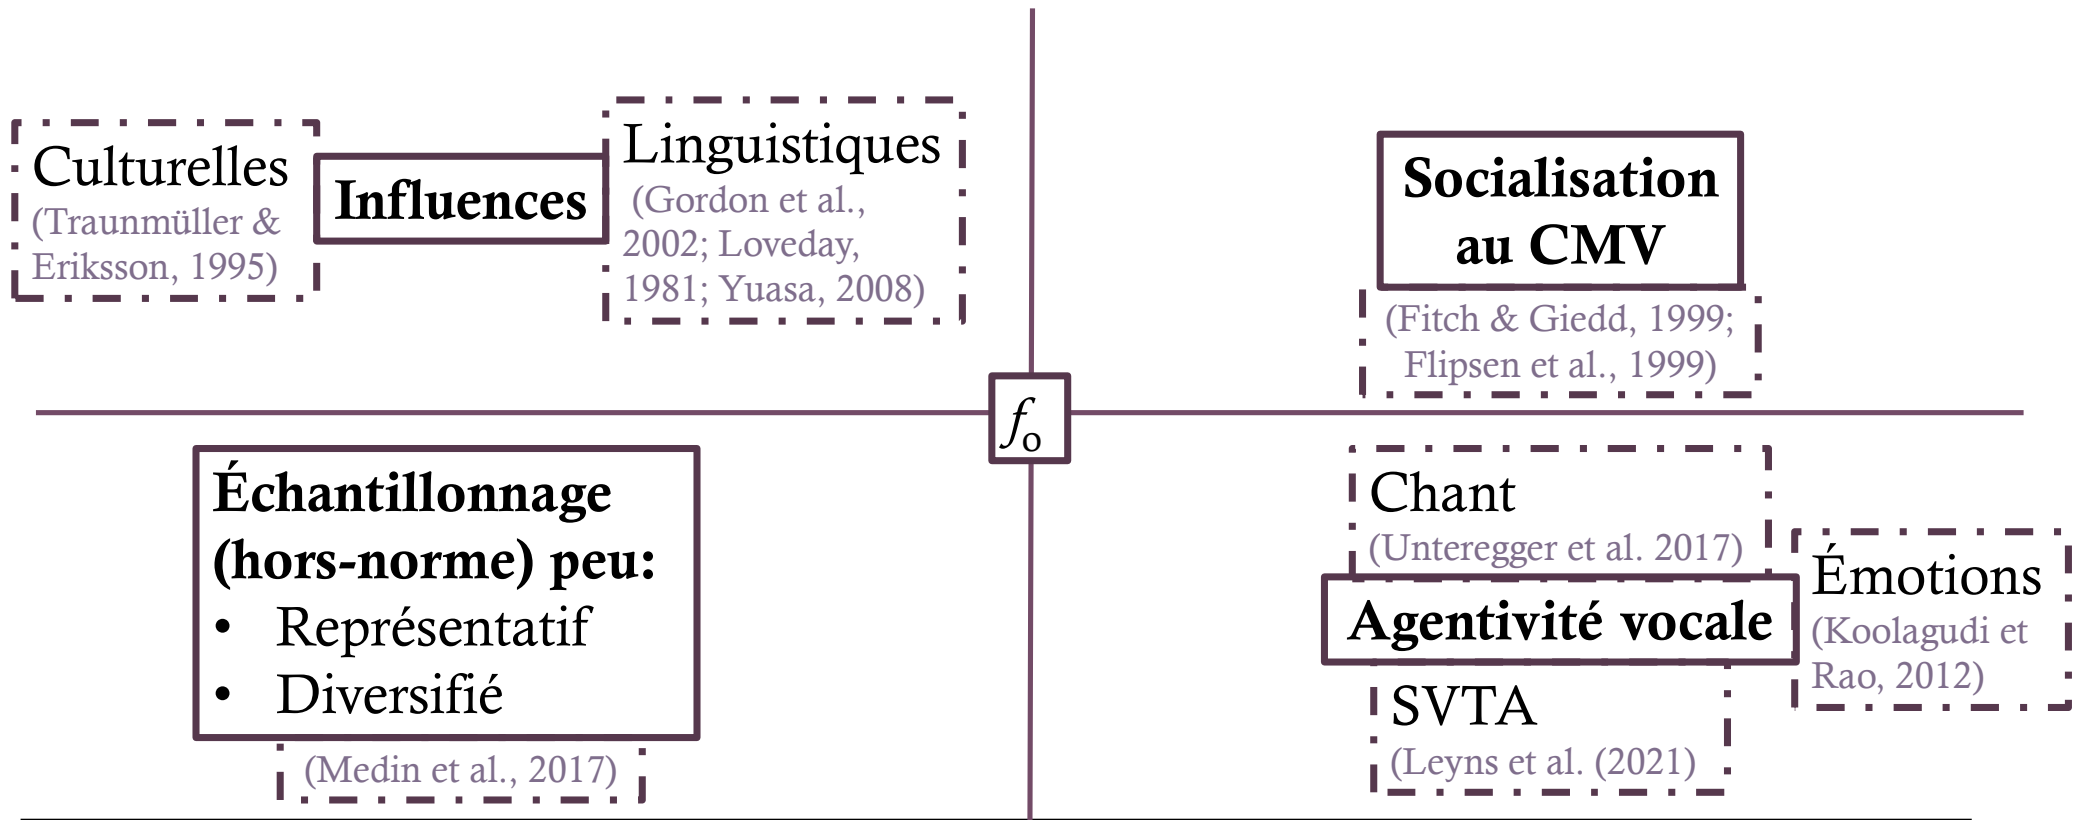 Culturelles
(Traunmüller &
Eriksson, 1995)
Influences
Linguistiques
(Gordon et al.,
2002; Loveday,
1981; Yuasa, 2008)
Socialisation
au CMV
(Fitch & Giedd, 1999;
Flipsen et al., 1999)
fo
Échantillonnage
(hors-norme) peu:
• Représentatif
• Diversifié
(Medin et al., 2017)
Chant
(Unteregger et al. 2017)
Agentivité vocale
Émotions
(Koolagudi et
Rao, 2012)
SVTA
(Leyns et al. (2021)